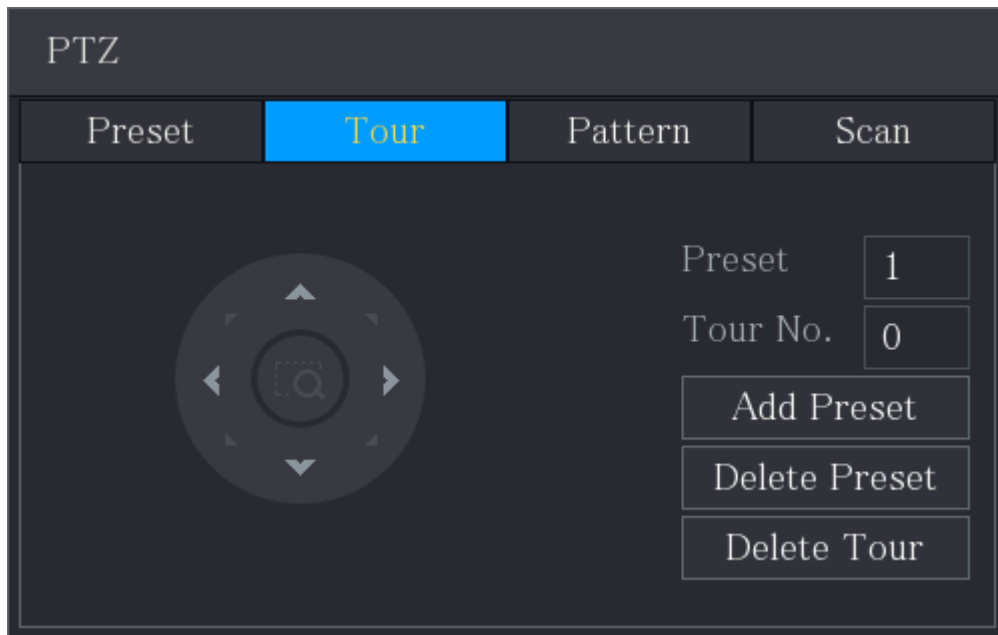 PTZ
Preset Tour Pattern Scan
Preset 1
Tour No. 0
Add Preset
Delete Preset
Delete Tour